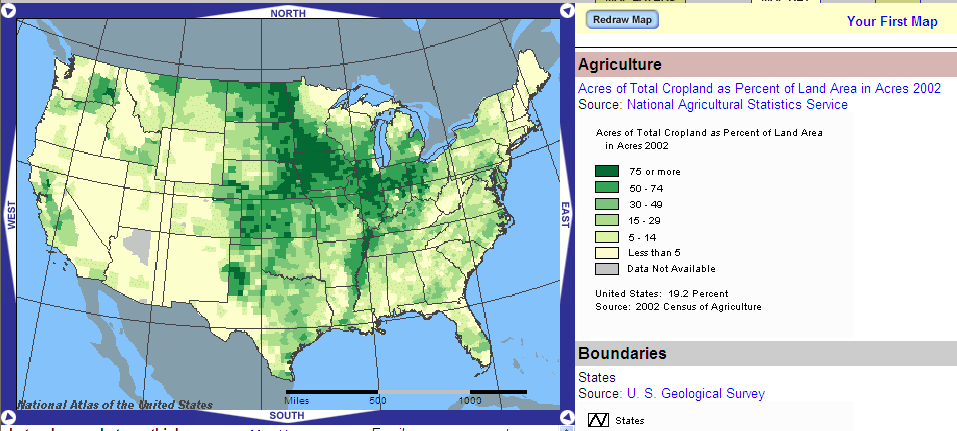 NORTH
WEST
EAST
Miles 500 1000
National Atlas of the United States
SOUTH
Redraw Map
Your First Map
Agriculture
Acres of Total Cropland as Percent of Land Area in Acres 2002
Source: National Agricultural Statistics Service
Acres of Total Cropland as Percent of Land Area
in Acres 2002
75 or more
50 - 74
30 - 49
15 - 29
5 - 14
Less than 5
Data Not Available
United States: 19.2 Percent
Source: 2002 Census of Agriculture
Boundaries
States
Source: U. S. Geological Survey
States